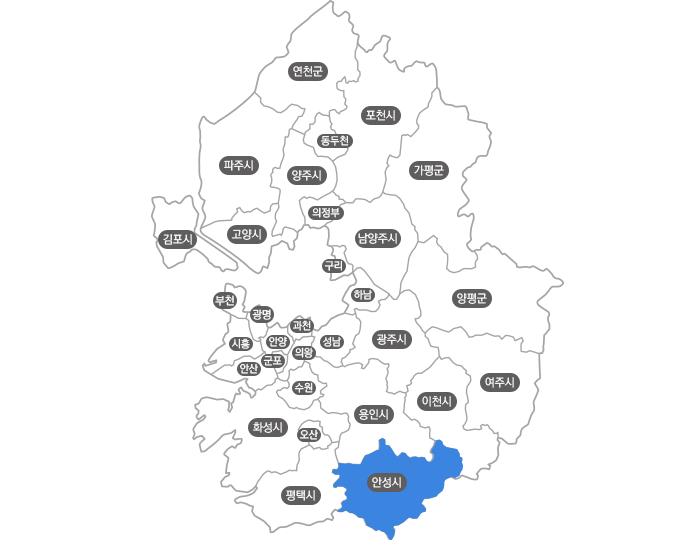 연천군
포천시
동두천
파주시
양주시
가평군
의정부
고양시
김포시
남양주시
구리
하남
양평군
부천
광명
과천
시흥
안양
의왕
성남
광주시
군포
안산
여주시
수원
이천시
용인시
화성시
오산
안성시
평택시